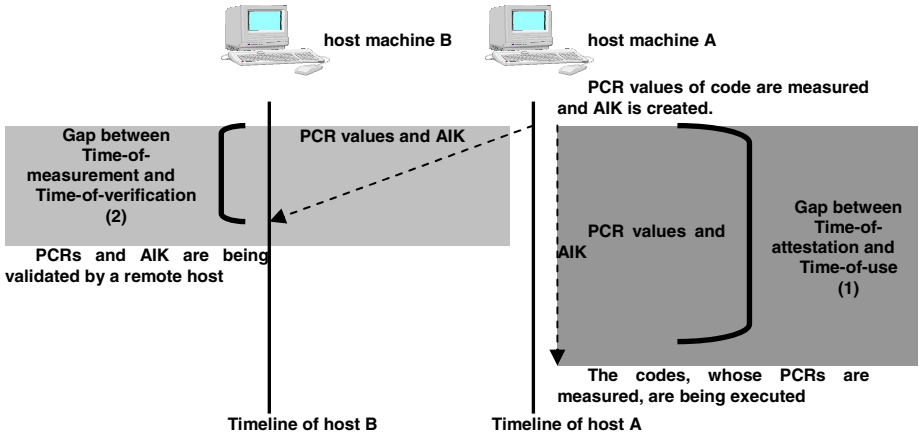 host machine B
host machine A
PCR values of code are measured
and AIK is created.
Gap between
Time-of-
measurement and
Time-of-verification
(2)
PCR values and AIK
PCR values and
AIK
Gap between
Time-of-
attestation and
Time-of-use
(1)
PCRs and AIK are being
validated by a remote host
The codes, whose PCRs are
measured, are being executed
Timeline of host B
Timeline of host A